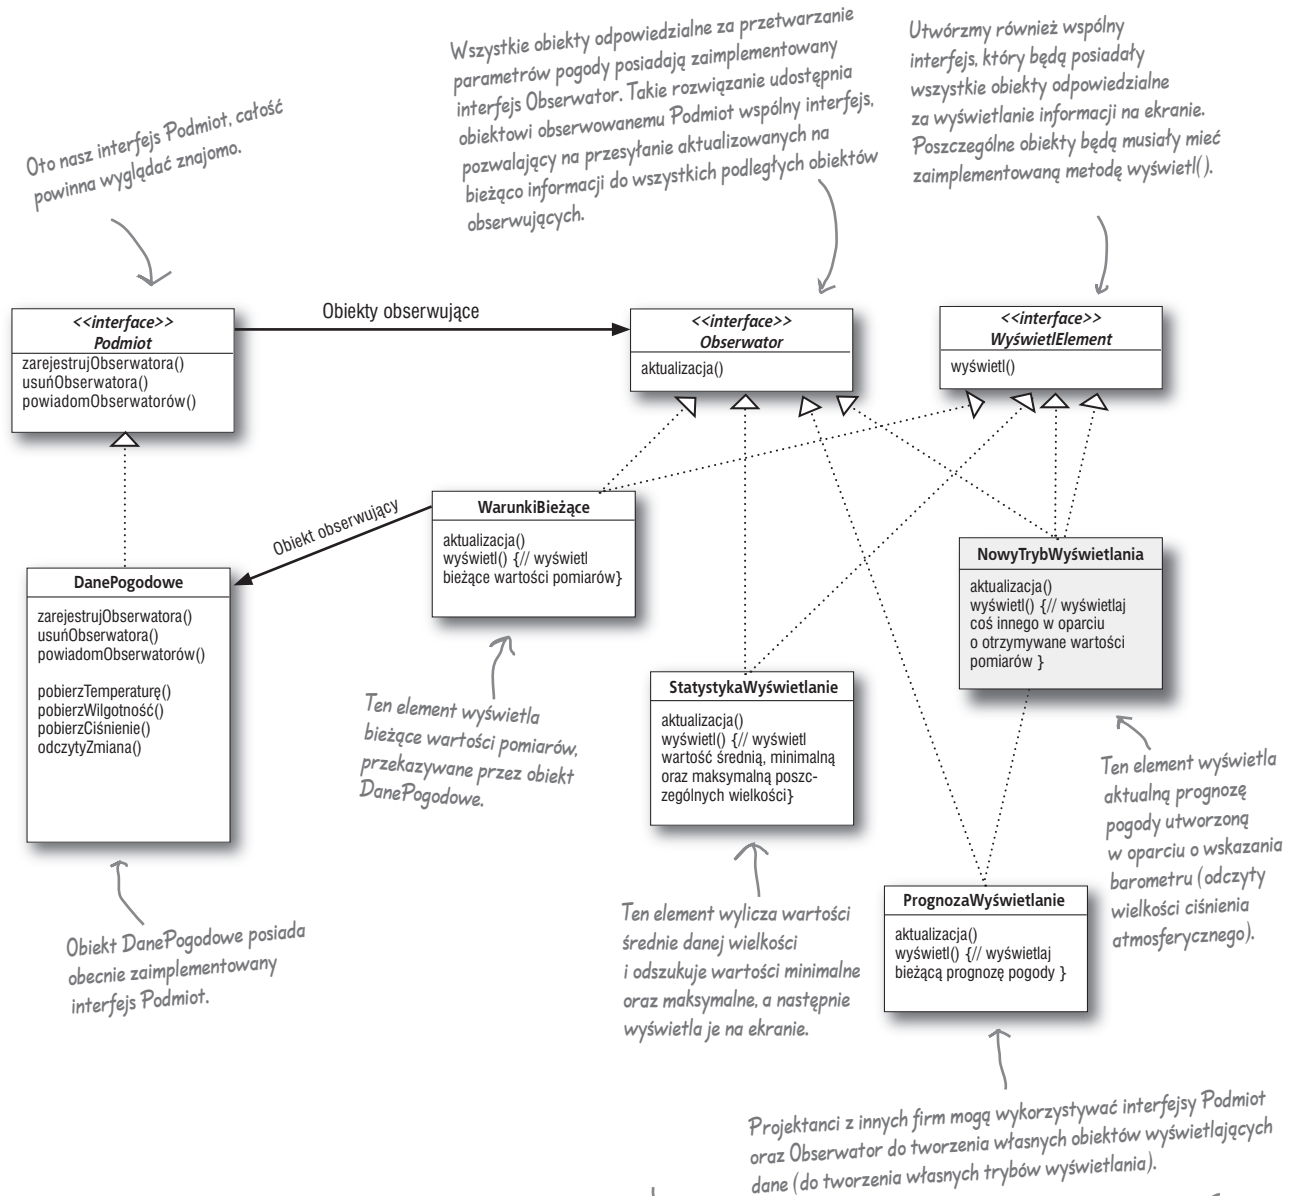 Oto nasz interfejs Podmiot, całość
powinna wyglądać znajomo.
Wszystkie obiekty odpowiedzialne za przetwarzanie
parametrów pogody posiadają zaimplementowany
interfejs Obserwator. Takie rozwiązanie udostępnia
obiektowi obserwowanemu Podmiot wspólny interfejs,
pozwalający na przesyłanie aktualizowanych na
bieżąco informacji do wszystkich podległych obiektów
obserwujących.
Utwórzmy również wspólny
interfejs, który będą posiadały
wszystkie obiekty odpowiedzialne
za wyświetlanie informacji na ekranie.
Poszczególne obiekty będą musiały mieć
zaimplementowaną metodę wyświetl().
<<interface>>
Podmiot
zarejestrujObserwatora()
usuńObserwatora()
powiadomObserwatorów()
Obiekty obserwujące
<<interface>>
Obserwator
aktualizacja()
<<interface>>
WyświetlElement
wyświetl()
Obiekt obserwujący
WarunkiBieżące
aktualizacja()
wyświetl() {// wyświetl
bieżące wartości pomiarów}
DanePogodowe
zarejestrujObserwatora()
usuńObserwatora()
powiadomObserwatorów()
pobierzTemperaturę()
pobierzWilgotność()
pobierzCiśnienie()
odczytyZmiana()
NowyTrybWyświetlania
aktualizacja()
wyświetl() {// wyświetlaj
coś innego w oparciu
o otrzymywane wartości
pomiarów }
StatystykaWyświetlanie
aktualizacja()
wyświetl() {// wyświetl
wartość średnią, minimalną
oraz maksymalną poszc-
zególnych wielkości}
Ten element wyświetla
bieżące wartości pomiarów,
przekazywane przez obiekt
DanePogodowe.
Ten element wyświetla
aktualną prognozę
pogody utworzoną
w oparciu o wskazania
barometru (odczyty
wielkości ciśnienia
atmosferycznego).
PrognozaWyświetlanie
aktualizacja()
wyświetl() {// wyświetlaj
bieżącą prognozę pogody }
Obiekt DanePogodowe posiada
obecnie zaimplementowany
interfejs Podmiot.
Ten element wylicza wartości
średnie danej wielkości
i odszukuje wartości minimalne
oraz maksymalne, a następnie
wyświetla je na ekranie.
Projektanci z innych firm mogą wykorzystywać interfejsy Podmiot
oraz Obserwator do tworzenia własnych obiektów wyświetlających
dane (do tworzenia własnych trybów wyświetlania).